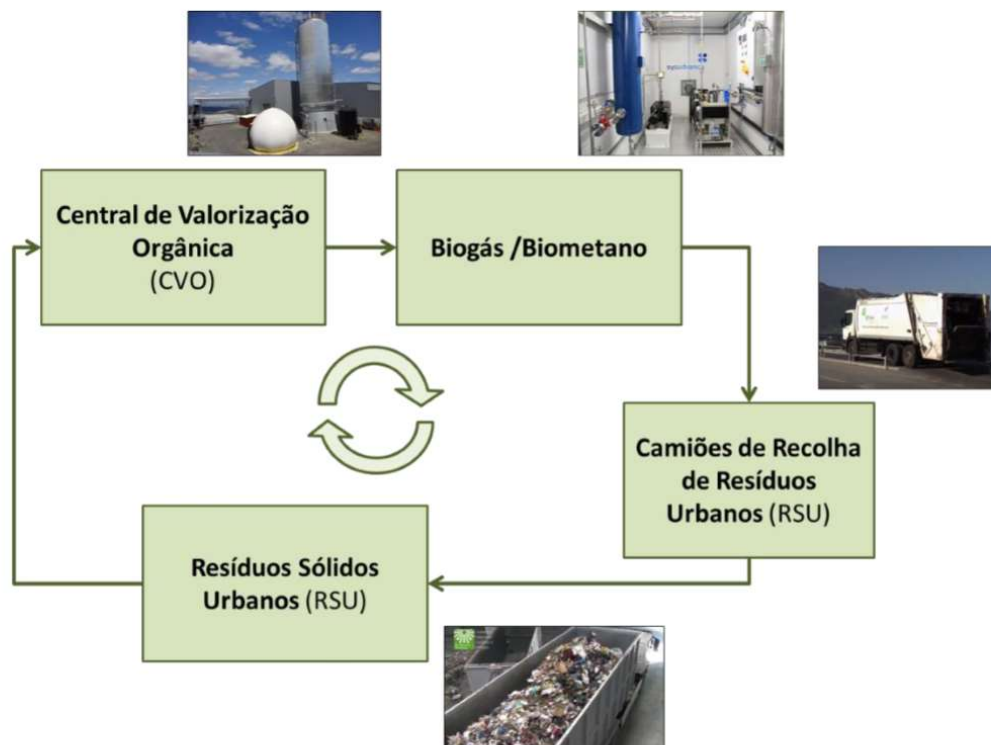 Central de Valorização
Orgânica
(CVO)
Biogás /Biometano
Camiões de Recolha
de Resíduos
Urbanos (RSU)
Resíduos Sólidos
Urbanos (RSU)